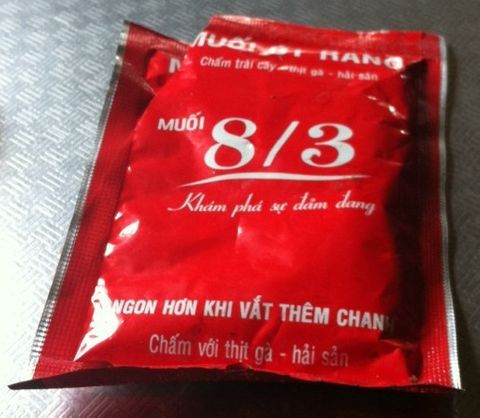 MUỐI HẰNG
Chấm trái cây - thịt gà - hải sản
MUỐI
8/3
Khám phá sự đảm đang
NGON HƠN KHI VẮT THÊM CHANH
Chấm với thịt gà - hải sản